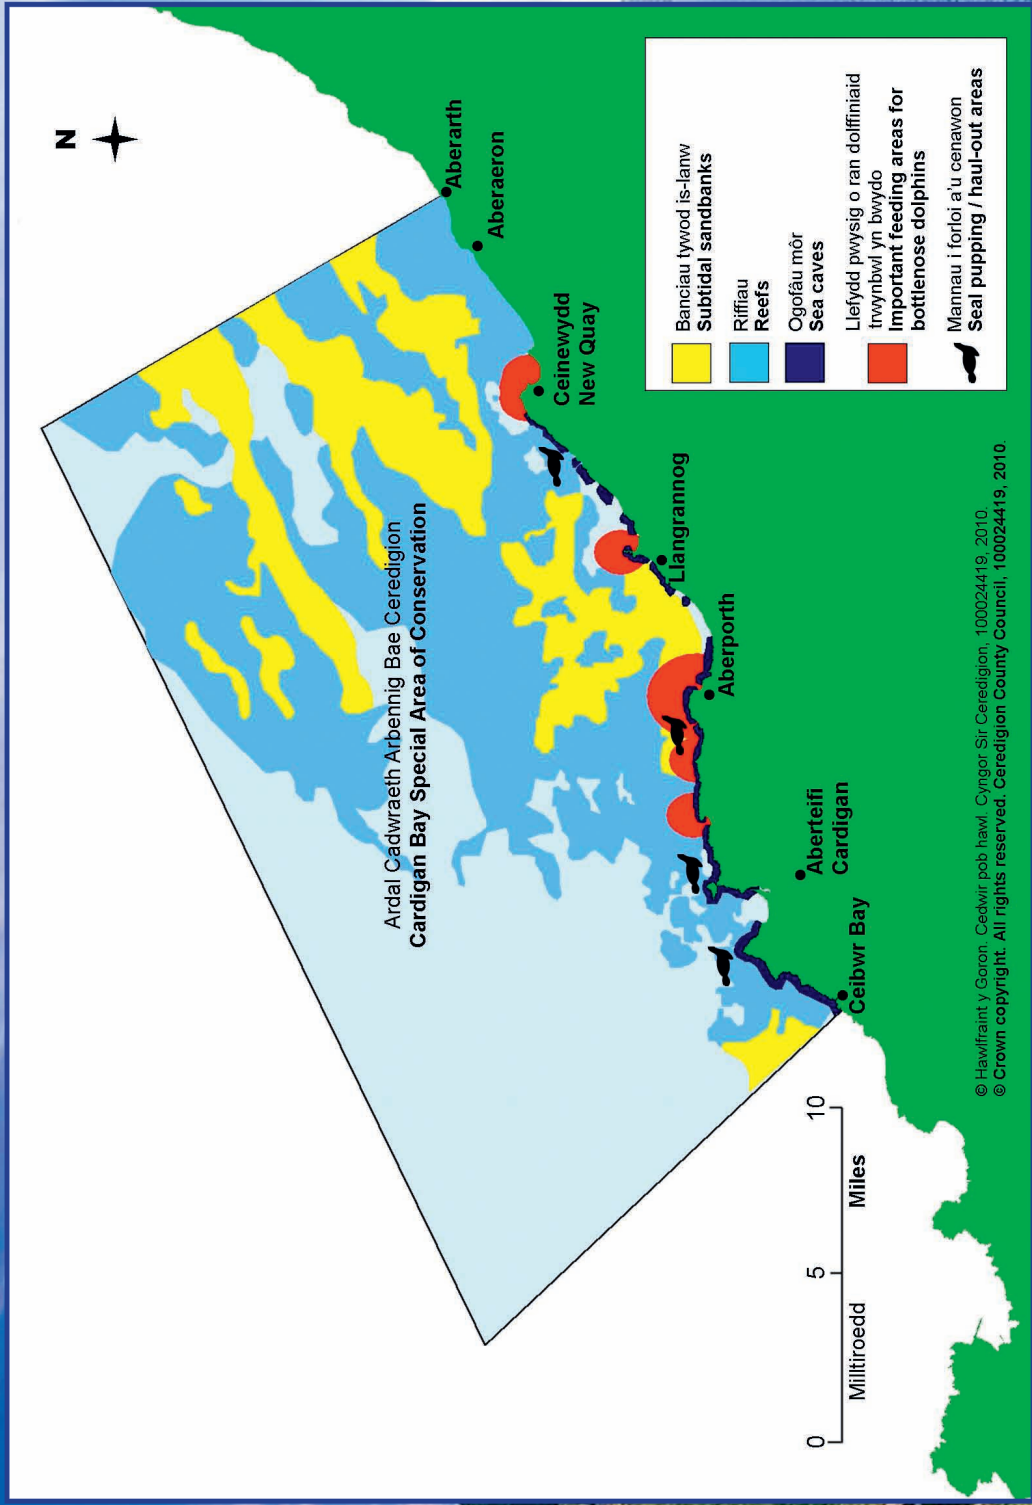 N
Aberarth
Aberaeron
Ceinewydd
New Quay
Llangrannog
Aberporth
Aberteifi
Cardigan
Ceibwr Bay
Ardal Cadwraeth Arbennig Bae Ceredigion
Cardigan Bay Special Area of Conservation
0 5 10
Milltiroedd Miles
Banciau tywod is-lanw
Subtidal sandbanks
Riffiau
Reefs
Ogofâu môr
Sea caves
Llefydd pwysig o ran dolffiniaid
trwynbwl yn bwydo
Important feeding areas for
bottlenose dolphins
Mannau i forloi a'u cenawon
Seal pupping / haul-out areas
© Hawlfraint y Goron. Cedwir pob hawl. Cyngor Sir Ceredigion, 100024419, 2010.
© Crown copyright. All rights reserved. Ceredigion County Council, 100024419, 2010.